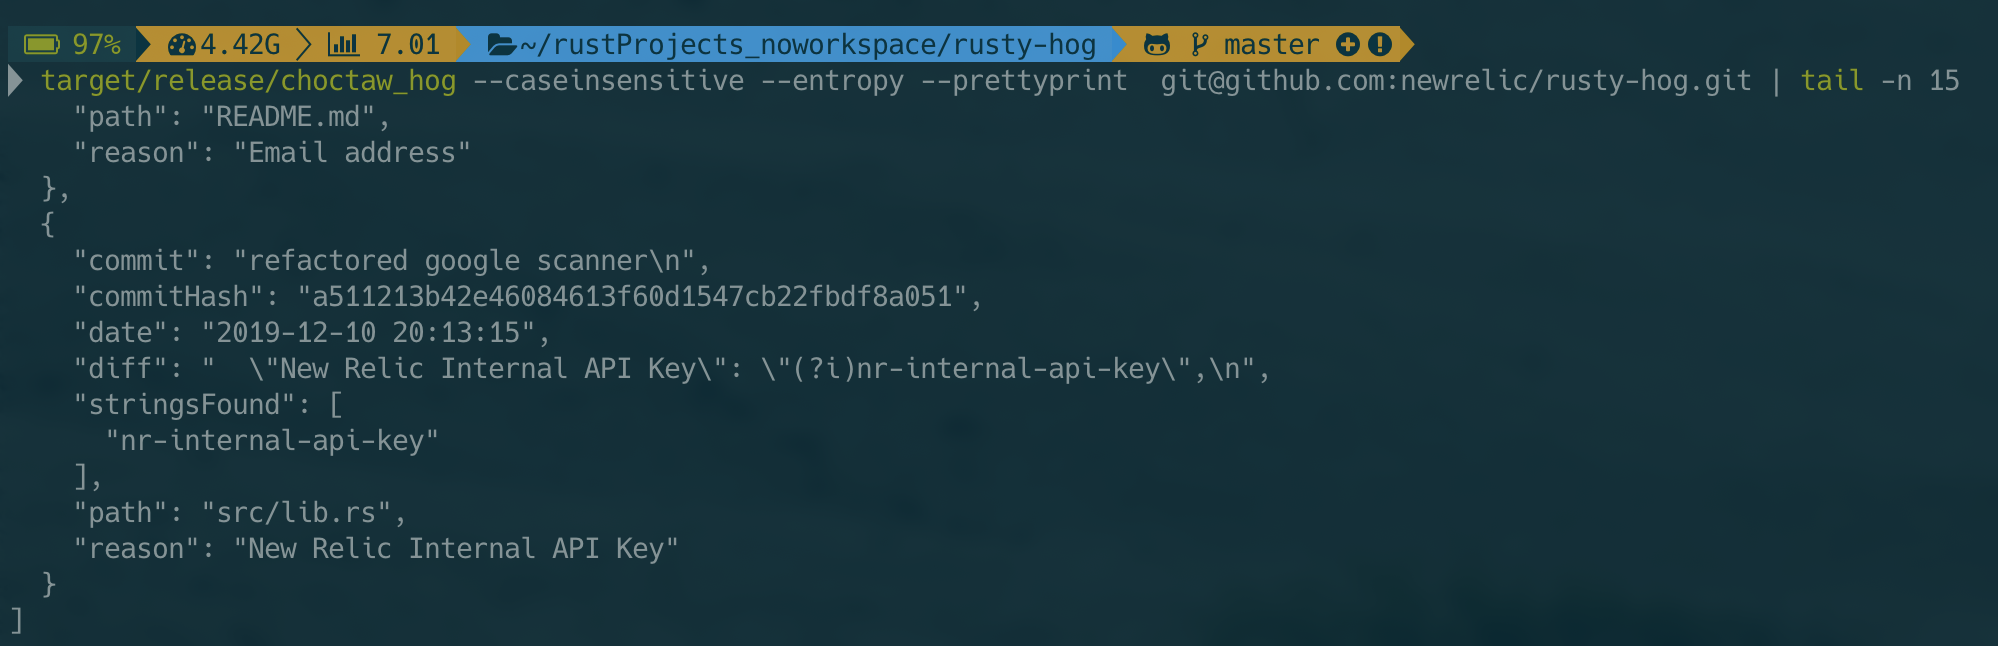 97% 4.42G 7.01 ~/rustProjects_noworkspace/rusty-hog master
target/release/choctaw_hog --caseinsensitive --entropy --prettyprint  git@github.com:newrelic/rusty-hog.git | tail -n 15
    "path": "README.md",
    "reason": "Email address"
  },
  {
    "commit": "refactored google scanner\n",
    "commitHash": "a511213b42e46084613f60d1547cb22fbdf8a051",
    "date": "2019-12-10 20:13:15",
    "diff": "  \"New Relic Internal API Key\": \"(?i)nr-internal-api-key\",\n",
    "stringsFound": [
      "nr-internal-api-key"
    ],
    "path": "src/lib.rs",
    "reason": "New Relic Internal API Key"
  }
]